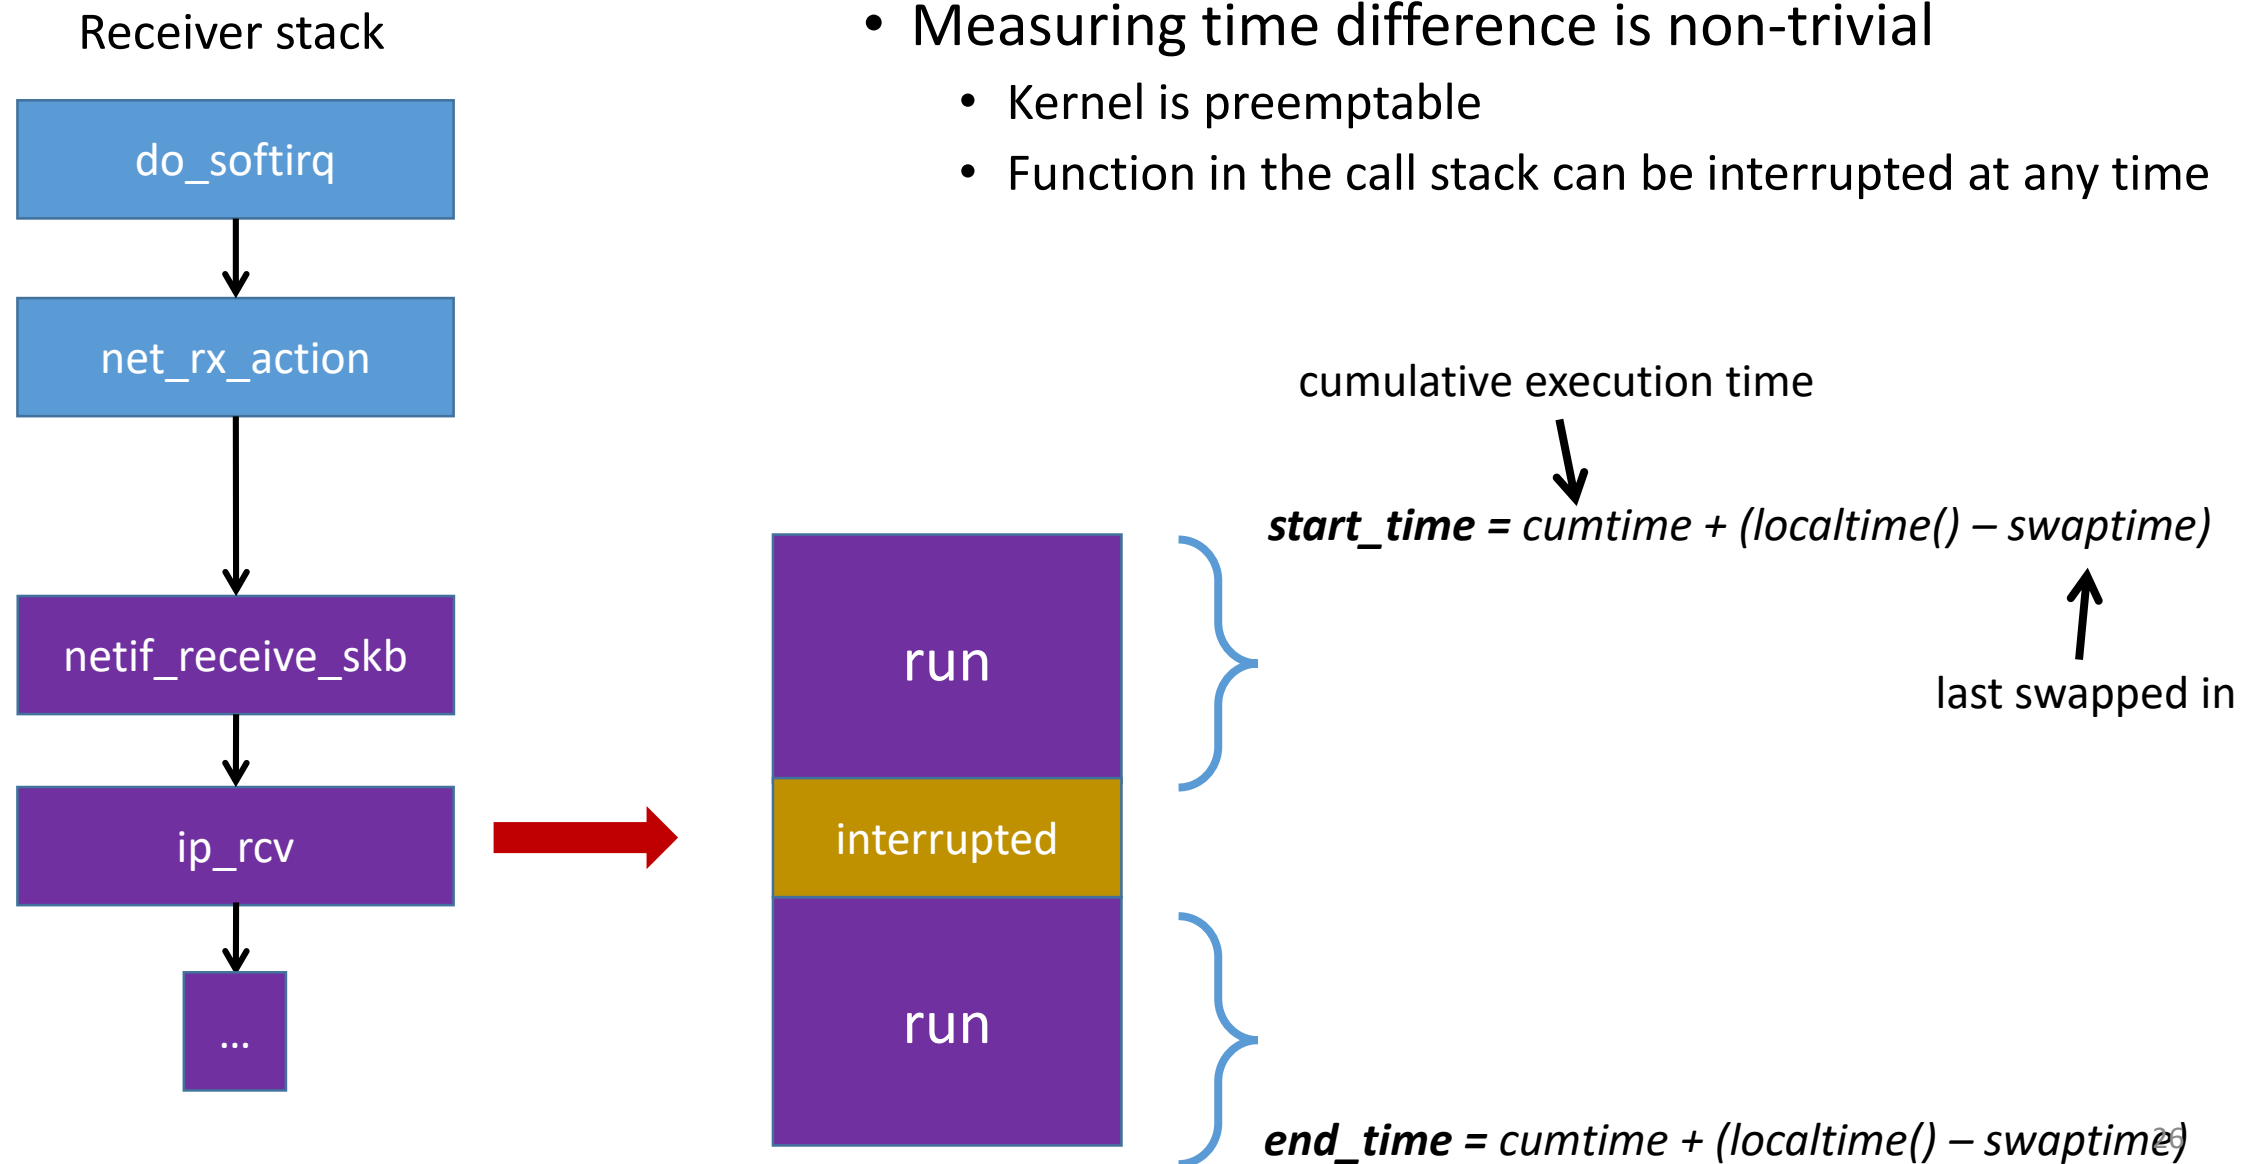 Receiver stack
do_softirq
net_rx_action
netif_receive_skb
ip_rcv
...
• Measuring time difference is non-trivial
• Kernel is preemptable
• Function in the call stack can be interrupted at any time
cumulative execution time
start_time = cumtime + (localtime() – swaptime)
last swapped in
run
interrupted
run
end_time = cumtime + (localtime() – swaptime)
26